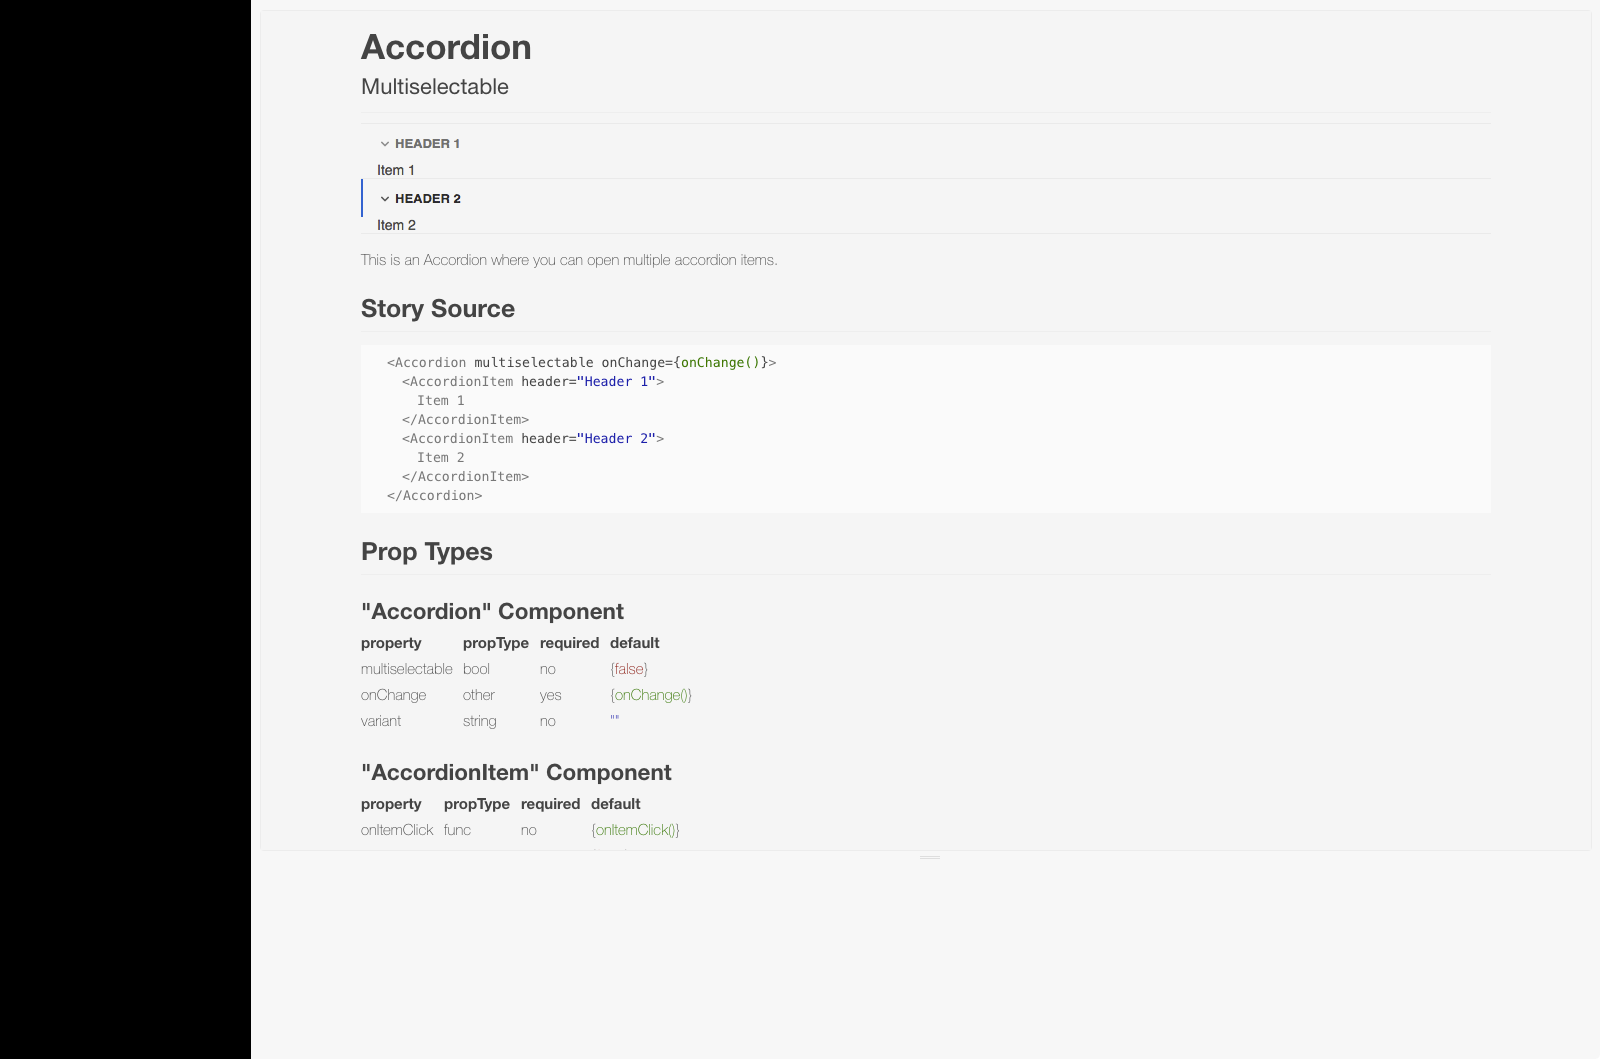 Accordion
Multiselectable
HEADER 1
Item 1
HEADER 2
Item 2
This is an Accordion where you can open multiple accordion items.
Story Source
<Accordion multiselectable onChange={onChange()}>
<AccordionItem header="Header 1">
Item 1
</AccordionItem>
<AccordionItem header="Header 2">
Item 2
</AccordionItem>
</Accordion>
Prop Types
"Accordion" Component
property propType required default
multiselectable bool no {false}
onChange other yes {onChange()}
variant string no ""
"AccordionItem" Component
property propType required default
onItemClick func no {onItemClick()}